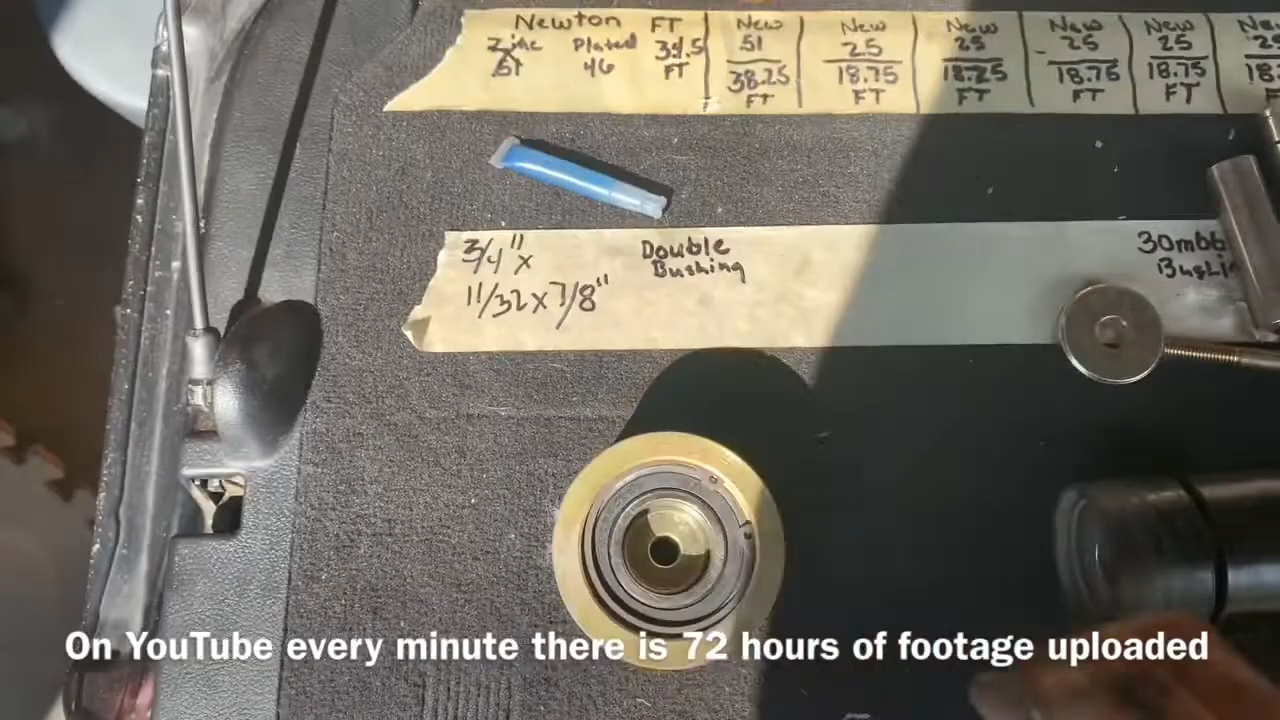 Newton FT
Zinc Plated 34.5
51 46 FT
New
51
38.25
FT
New
25
18.75
FT
New
25
18.75
FT
New
25
18.75
FT
New
25
18.75
FT
New
3/4" x
11/32 x 7/8"
Double
Bushing
On YouTube every minute there is 72 hours of footage uploaded